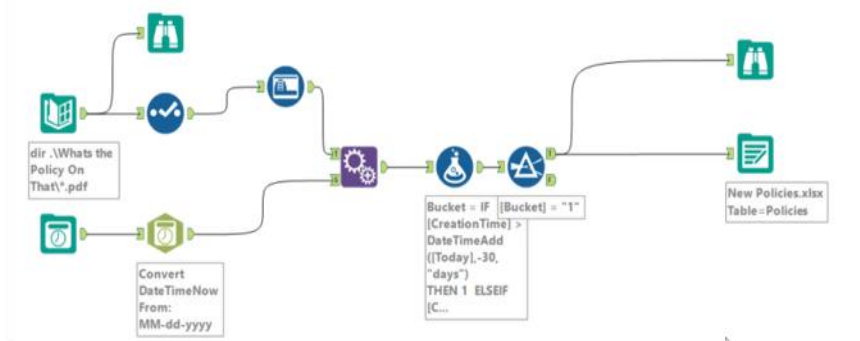 dir .\Whats the
Policy On
That\*.pdf
Convert
DateTimeNow
From:
MM-dd-yyyy
T
S
Bucket = IF
[CreationTime] >
DateTimeAdd
([Today],-30,
"days")
THEN 1 ELSEIF
[C...
[Bucket] = "1"
T
F
New Policies.xlsx
Table=Policies